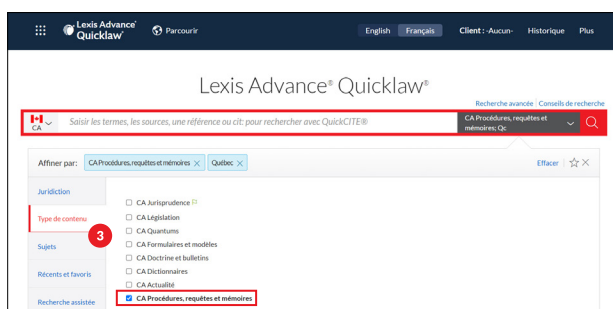 Lexis Advance® Quicklaw® Parcourir English Français Client : -Aucun- Historique Plus
Lexis Advance® Quicklaw®
Recherche avancée | Conseils de recherche
CA Saisir les termes, les sources, une référence ou cit: pour rechercher avec QuickCITE® CA Procédures, requêtes et mémoires; Qc
Affiner par: CA Procédures, requêtes et mémoires × Québec × Effacer
Juridiction
CA Jurisprudence
Type de contenu
CA Législation
3
CA Quantums
Sujets
CA Formulaires et modèles
CA Doctrine et bulletins
Récents et favoris
CA Dictionnaires
CA Actualité
Recherche assistée
CA Procédures, requêtes et mémoires